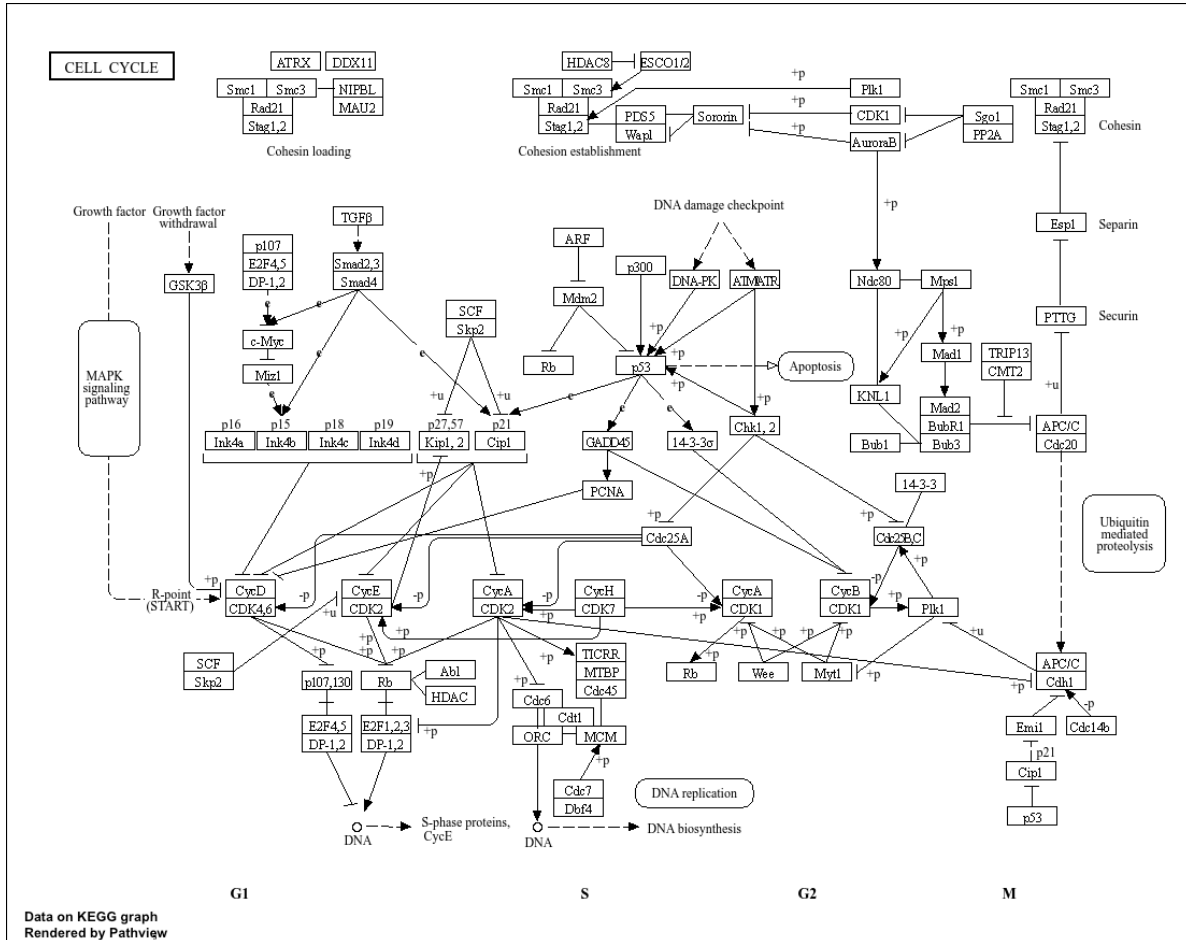 CELL CYCLE
ATRX
DDX11
Smc1
Smc3
NIPBL
Rad21
MAU2
Stag1,2
Cohesin loading
HDAC8
ESCO1/2
Smc1
Smc3
Rad21
Stag1,2
PDS5
Wapl
Sororin
Cohesion establishment
+p
Plk1
+p
CDK1
+p
AuroraB
Sgo1
PP2A
Smc1
Smc3
Rad21
Stag1,2
Cohesin
+p
Esp1
Separin
PTTG
Securin
+u
Growth factor
Growth factor
withdrawal
GSK3β
MAPK
signaling
pathway
p107
E2F4,5
DP-1,2
TGFβ
Smad2,3
Smad4
e
e
c-Myc
e
e
Miz1
e
SCF
Skp2
+u
+u
ARF
Mdm2
Rb
p300
DNA damage checkpoint
DNA-PK
ATM/ATR
+p
+p
+p
p53
+p
+p
Apoptosis
e
e
e
Ndc80
Mps1
+p
+p
Mad1
KNL1
Mad2
BubR1
Bub3
Bub1
TRIP13
CMT2
APC/C
Cdc20
p16
Ink4a
p15
Ink4b
p18
Ink4c
p19
Ink4d
p27,57
Kip1, 2
p21
Cip1
GADD45
14-3-3σ
Chk1, 2
PCNA
+p
+p
Cdc25A
+p
14-3-3
Cdc25B,C
Ubiquitin
mediated
proteolysis
R-point
(START)
+p
CycD
CDK4,6
-p
CycE
CDK2
-p
+u
CycA
CDK2
-p
+p
CycH
CDK7
+p
CycA
CDK1
CycB
CDK1
-p
+p
+p
Plk1
+u
SCF
Skp2
+p
+p
+p
+p
p107,130
Rb
Abl
HDAC
E2F4,5
DP-1,2
E2F1,2,3
DP-1,2
+p
+p
+p
TICRR
MTBP
Cdc45
Cdc6
Cdt1
ORC
MCM
+p
Cdc7
Dbf4
+p
Rb
+p
Wee
+p
Myt1
+p
+p
APC/C
Cdh1
-p
Emi1
Cdc14b
p21
Cip1
p53
DNA replication
DNA
S-phase proteins,
CycE
DNA
DNA biosynthesis
G1
S
G2
M
Data on KEGG graph
Rendered by Pathview